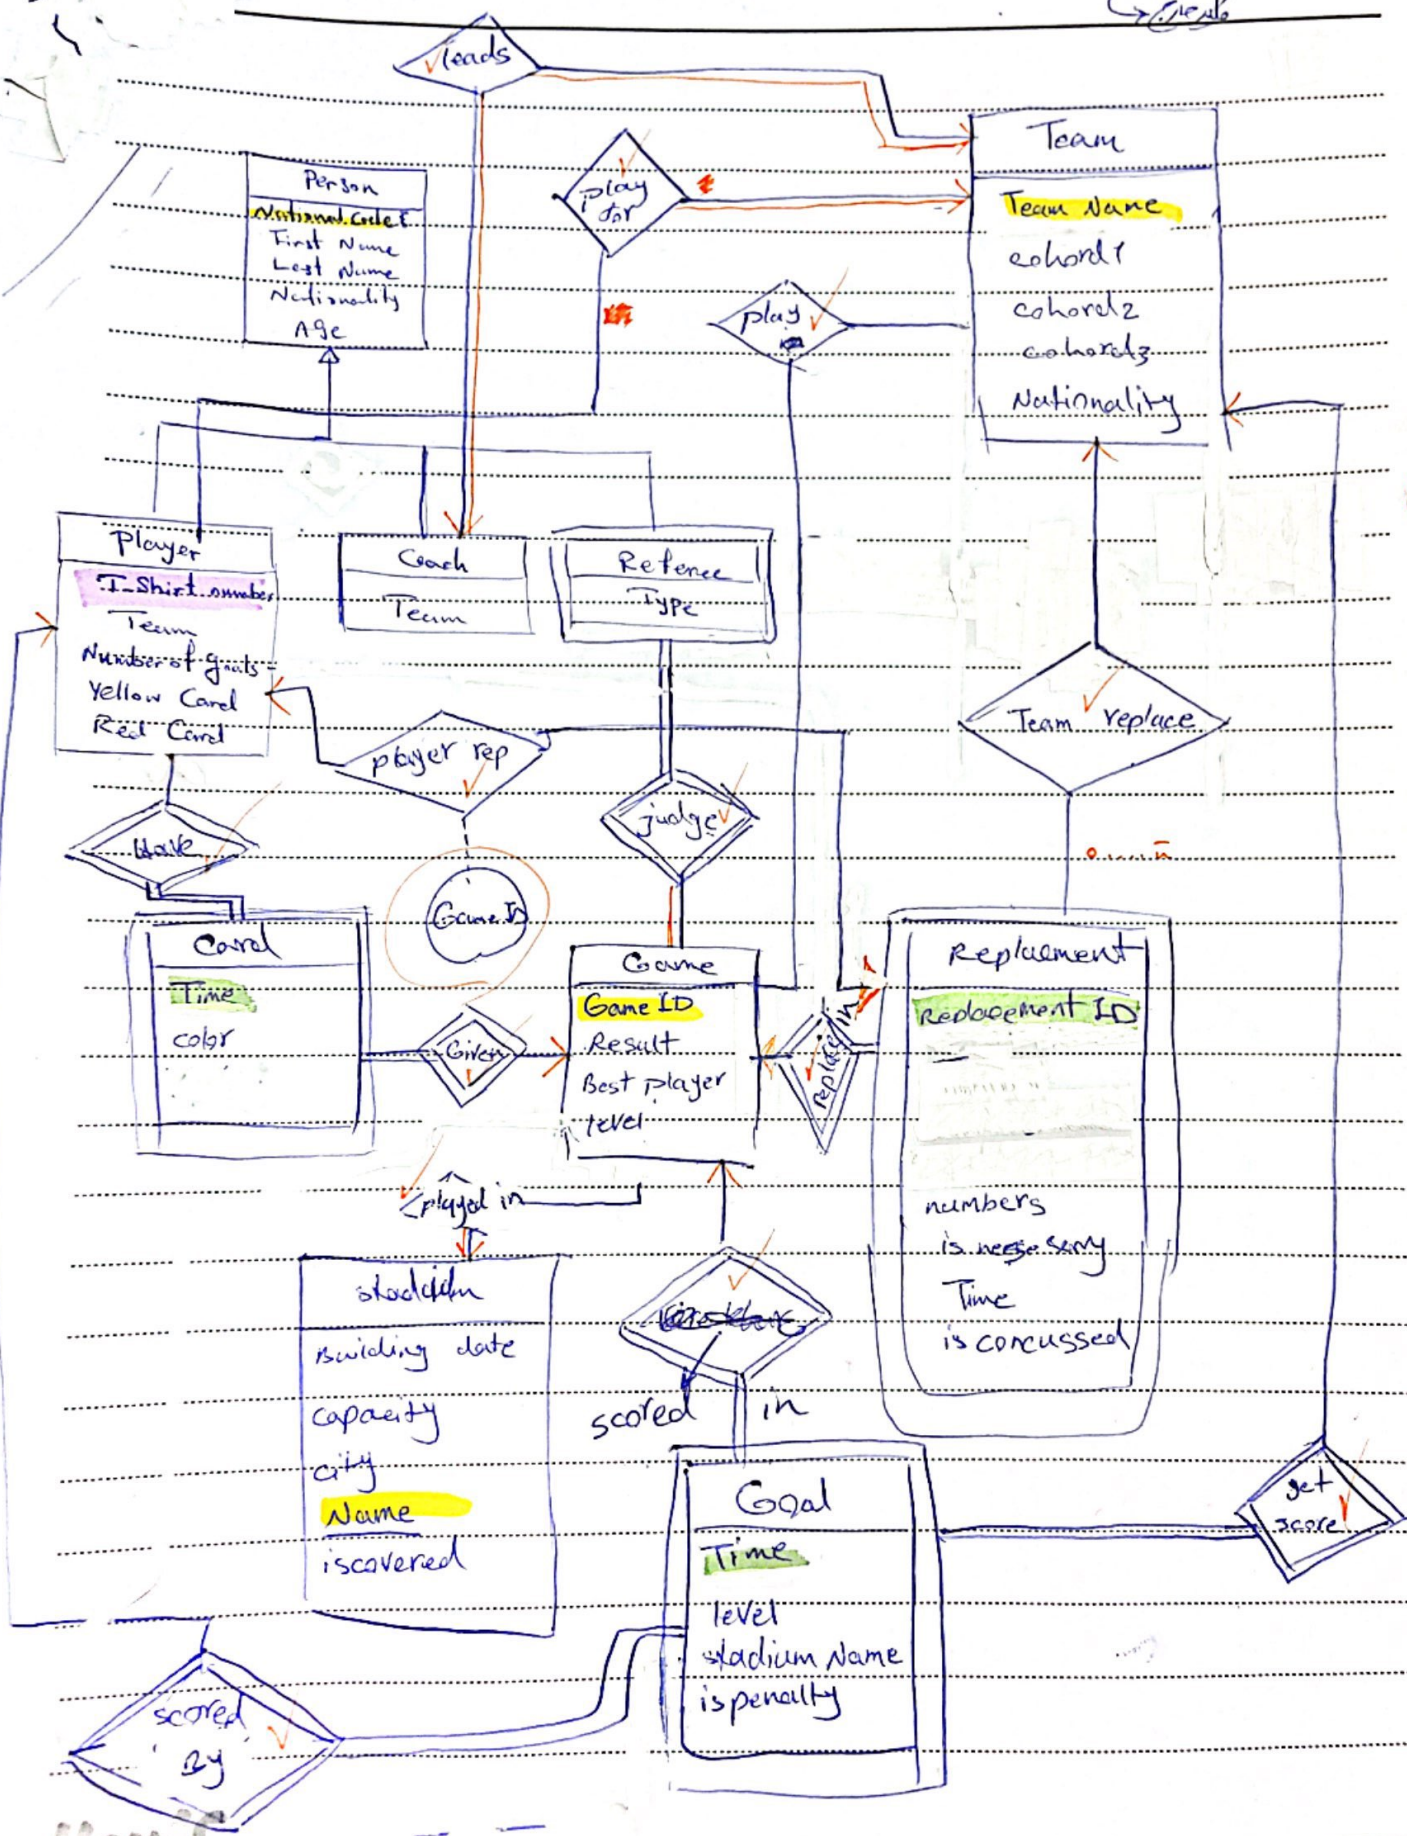 leads
Team
Team Name
cohord1
cohord2
cohord3
Nationality
play
for
play
Person
National Code
First Name
Last Name
Nationality
Age
Player
T_Shirt number
Team
Number of goals
Yellow Card
Red Card
Coach
Team
Referee
Type
player rep
Game ID
judge
Team replace
0....n
Have
Card
Time
color
Given
Game
Game ID
Result
Best player
level
replace in
Replacement
Replacement ID
numbers
Time
is concussed
played in
Building date
capacity
city
Name
iscovered
scored in
Goal
Time
level
stadium Name
is penalty
get
score
scored
By